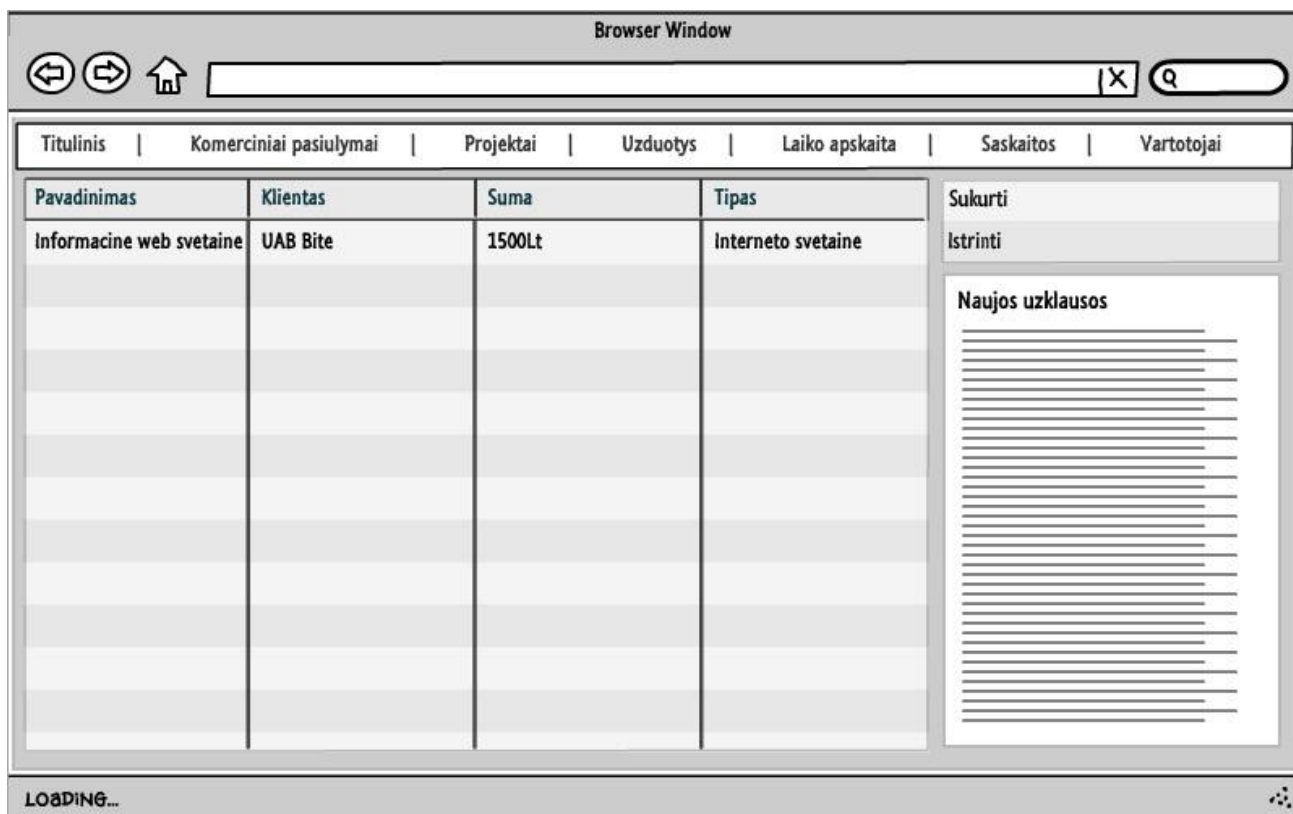 Browser Window
Titulinis | Komerciniai pasiulymai | Projektai | Uzduotys | Laiko apskaita | Saskaitos | Vartotojai
Pavadinimas Klientas Suma Tipas
Informacine web svetaine UAB Bite 1500Lt Interneto svetaine
Sukurti
Istrinti
Naujos uzklausos
LOADING...